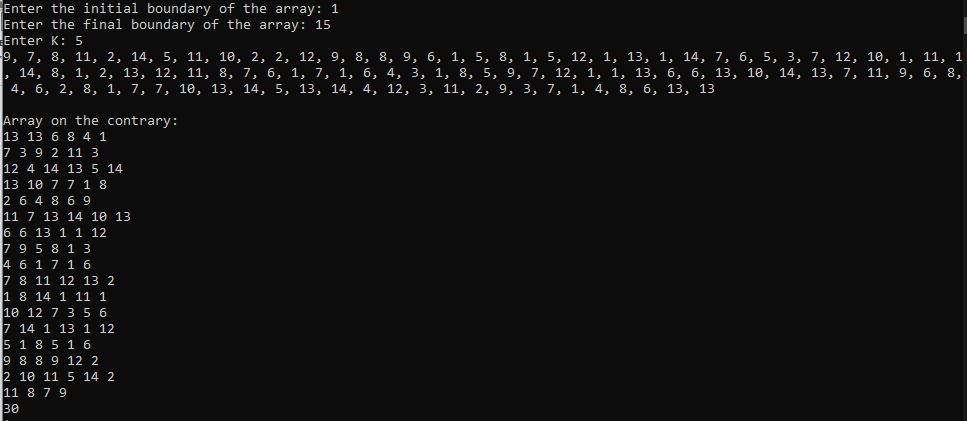 Enter the initial boundary of the array: 1
Enter the final boundary of the array: 15
Enter K: 5
9, 7, 8, 11, 2, 14, 5, 11, 10, 2, 2, 12, 9, 8, 8, 9, 6, 1, 5, 8, 1, 5, 12, 1, 13, 1, 14, 7, 6, 5, 3, 7, 12, 10, 1, 11, 1
, 14, 8, 1, 2, 13, 12, 11, 8, 7, 6, 1, 7, 1, 6, 4, 3, 1, 8, 5, 9, 7, 12, 1, 1, 13, 6, 6, 13, 10, 14, 13, 7, 11, 9, 6, 8,
4, 6, 2, 8, 1, 7, 7, 10, 13, 14, 5, 13, 14, 4, 12, 3, 11, 2, 9, 3, 7, 1, 4, 8, 6, 13, 13
Array on the contrary:
13 13 6 8 4 1
7 3 9 2 11 3
12 4 14 13 5 14
13 10 7 7 1 8
2 6 4 8 6 9
11 7 13 14 10 13
6 6 13 1 1 12
7 9 5 8 1 3
4 6 1 7 1 6
7 8 11 12 13 2
1 8 14 1 11 1
10 12 7 3 5 6
7 14 1 13 1 12
5 1 8 5 1 6
9 8 8 9 12 2
2 10 11 5 14 2
11 8 7 9
30